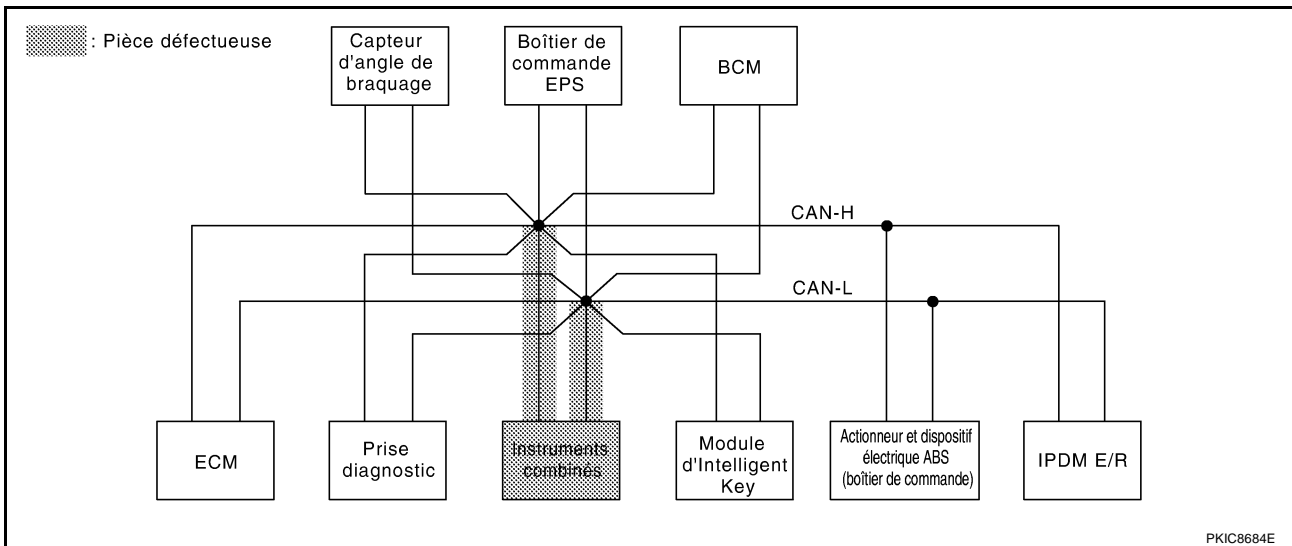 : Pièce défectueuse
Capteur
d'angle de
braquage
Boîtier de
commande
EPS
BCM
CAN-H
CAN-L
ECM
Prise
diagnostic
Instruments
combinés
Module
d'Intelligent
Key
Actionneur et dispositif
électrique ABS
(boîtier de commande)
IPDM E/R
PKIC8684E